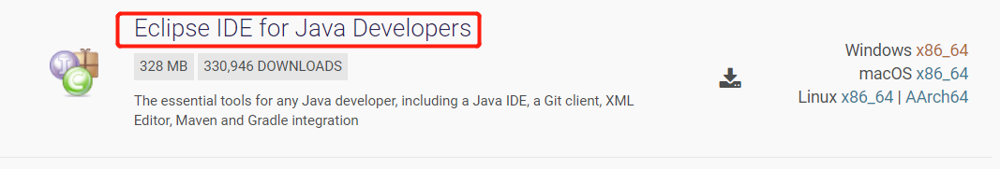 Eclipse IDE for Java Developers
328 MB 330,946 DOWNLOADS
The essential tools for any Java developer, including a Java IDE, a Git client, XML
Editor, Maven and Gradle integration
Windows x86_64
macOS x86_64
Linux x86_64 | AArch64